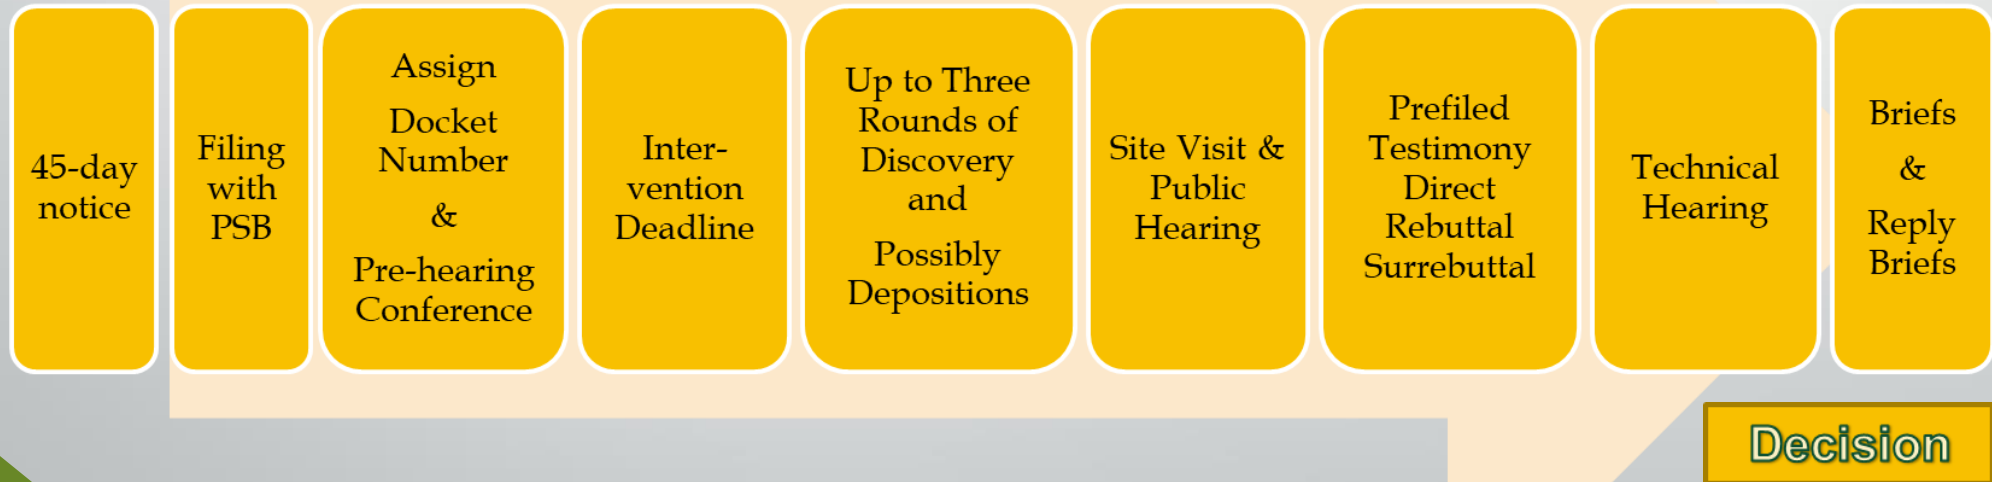 45-day
notice
Filing
with
PSB
Assign
Docket
Number
&
Pre-hearing
Conference
Inter-
vention
Deadline
Up to Three
Rounds of
Discovery
and
Possibly
Depositions
Site Visit &
Public
Hearing
Prefiled
Testimony
Direct
Rebuttal
Surrebuttal
Technical
Hearing
Briefs
&
Reply
Briefs
Decision